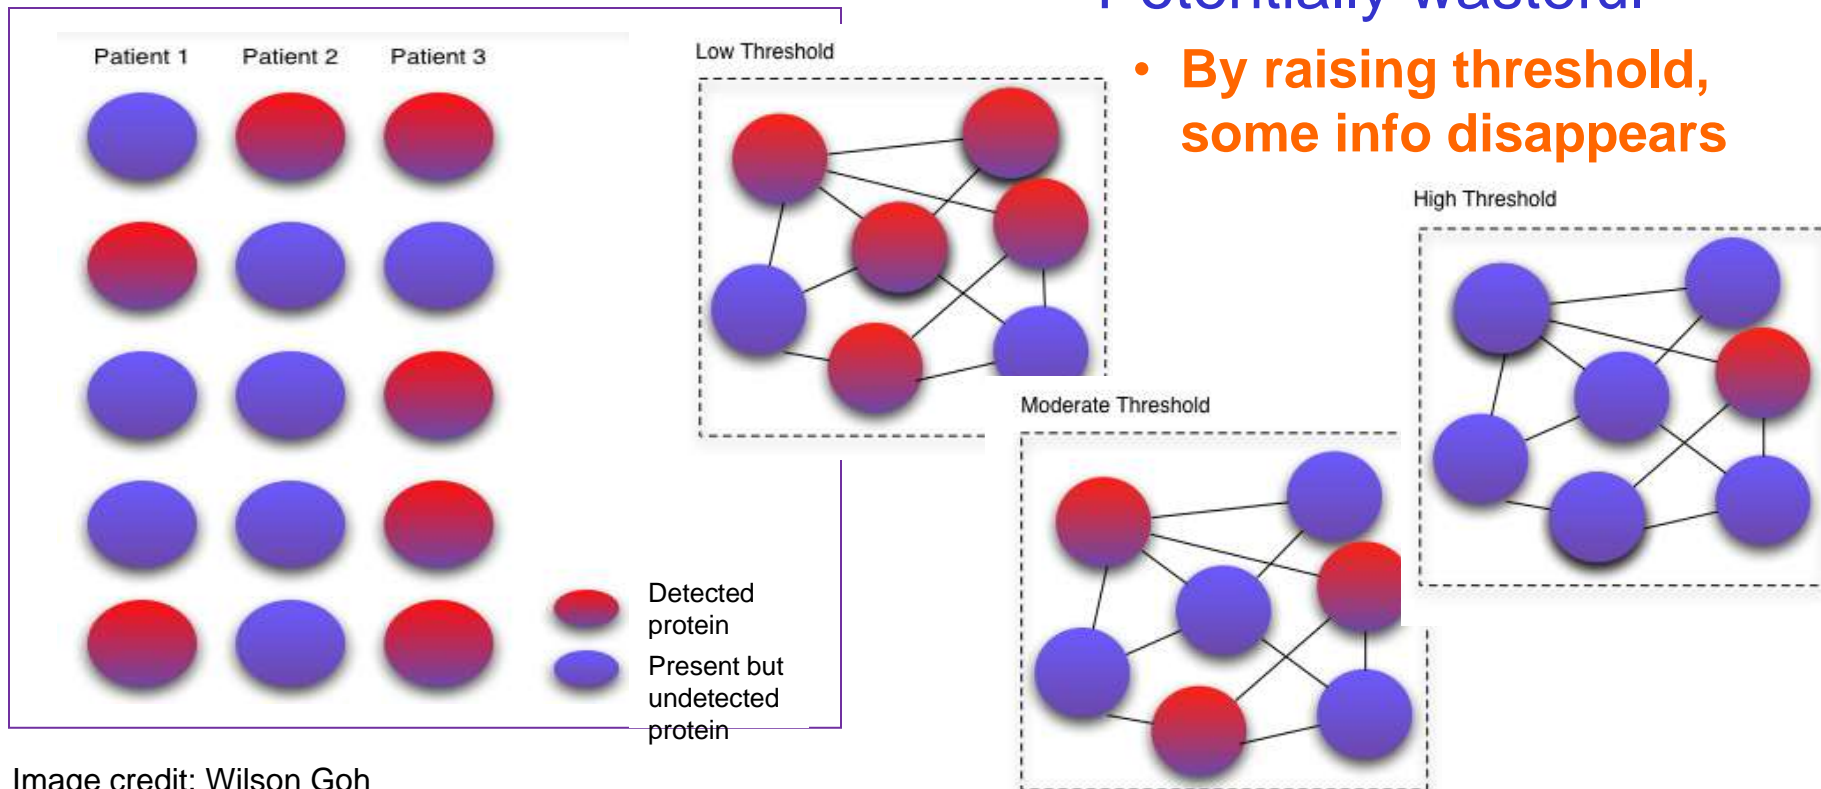 Patient 1 Patient 2 Patient 3
Detected
protein
Present but
undetected
protein
Image credit: Wilson Goh
Low Threshold
• By raising threshold,
some info disappears
High Threshold
Moderate Threshold